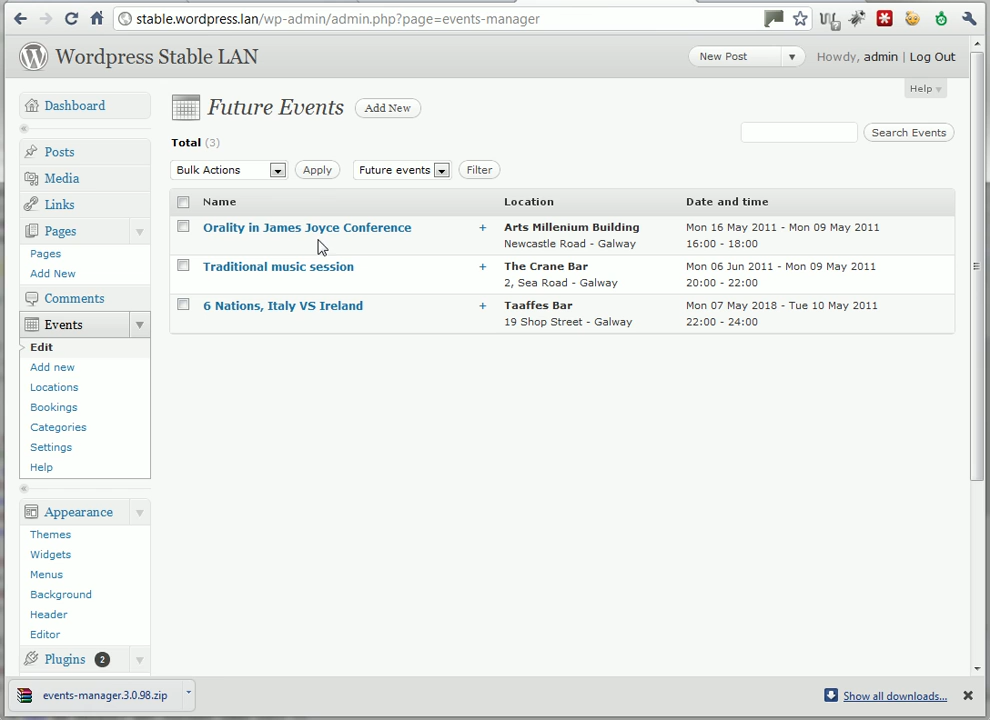 stable.wordpress.lan/wp-admin/admin.php?page=events-manager
Wordpress Stable LAN
New Post
Howdy, admin | Log Out
Help
Dashboard
Posts
Media
Links
Pages
Pages
Add New
Comments
Events
Edit
Add new
Locations
Bookings
Categories
Settings
Help
Appearance
Themes
Widgets
Menus
Background
Header
Editor
Plugins 2
Future Events Add New
Total (3)
Search Events
Bulk Actions Apply Future events Filter
Name Location Date and time
Orality in James Joyce Conference + Arts Millenium Building Mon 16 May 2011 - Mon 09 May 2011
Newcastle Road - Galway 16:00 - 18:00
Traditional music session + The Crane Bar Mon 06 Jun 2011 - Mon 09 May 2011
2, Sea Road - Galway 20:00 - 22:00
6 Nations, Italy VS Ireland + Taaffes Bar Mon 07 May 2018 - Tue 10 May 2011
19 Shop Street - Galway 22:00 - 24:00
events-manager.3.0.98.zip
Show all downloads...